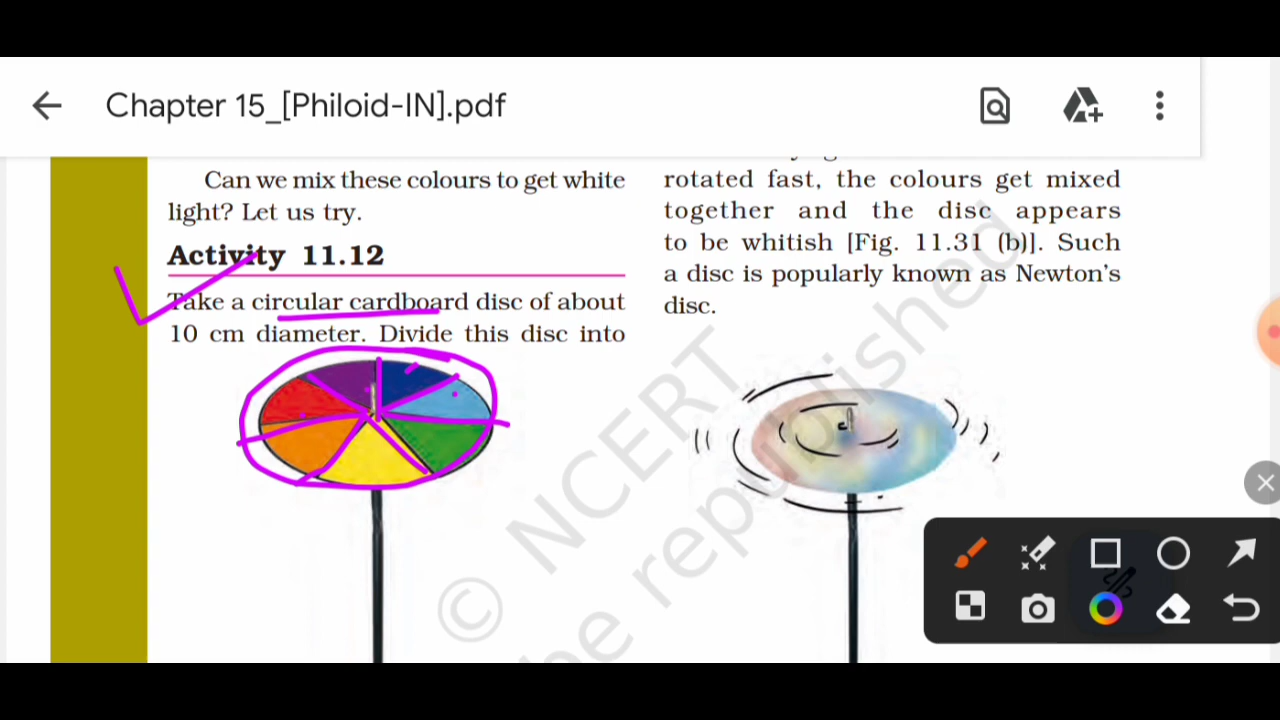 Chapter 15_[Philoid-IN].pdf
Can we mix these colours to get white
light? Let us try.
Activity 11.12
Take a circular cardboard disc of about
10 cm diameter. Divide this disc into
rotated fast, the colours get mixed
together and the disc appears
to be whitish [Fig. 11.31 (b)]. Such
a disc is popularly known as Newton's
disc.
© NCERT
be republished